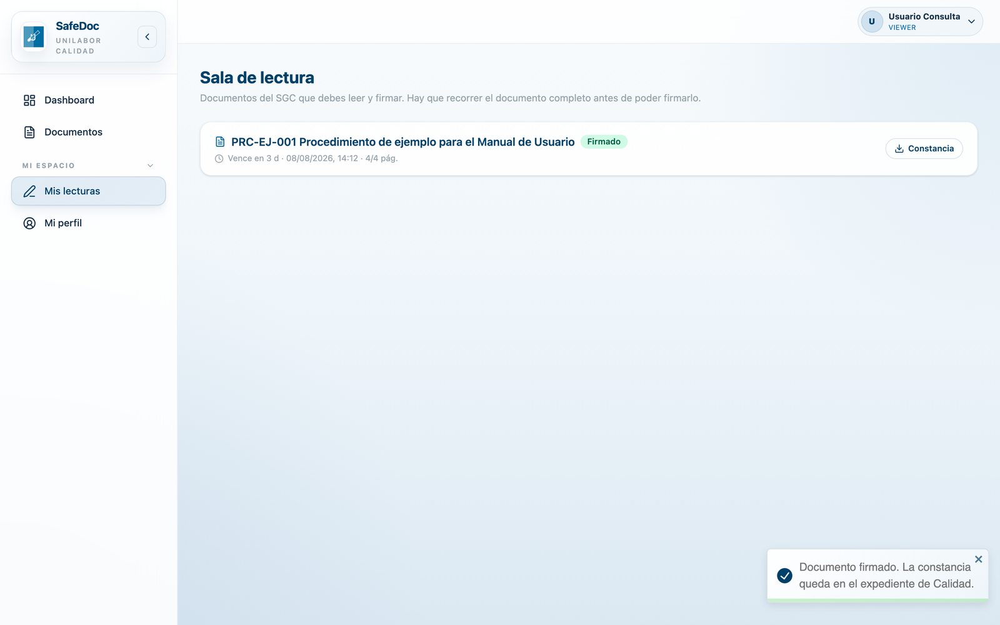 SafeDoc
UNILABOR
CALIDAD
U
Usuario Consulta
VIEWER
Dashboard
Documentos
MI ESPACIO
Mis lecturas
Mi perfil
Sala de lectura
Documentos del SGC que debes leer y firmar. Hay que recorrer el documento completo antes de poder firmarlo.
PRC-EJ-001 Procedimiento de ejemplo para el Manual de Usuario Firmado
Vence en 3 d · 08/08/2026, 14:12 · 4/4 pág.
Constancia
Documento firmado. La constancia
queda en el expediente de Calidad.